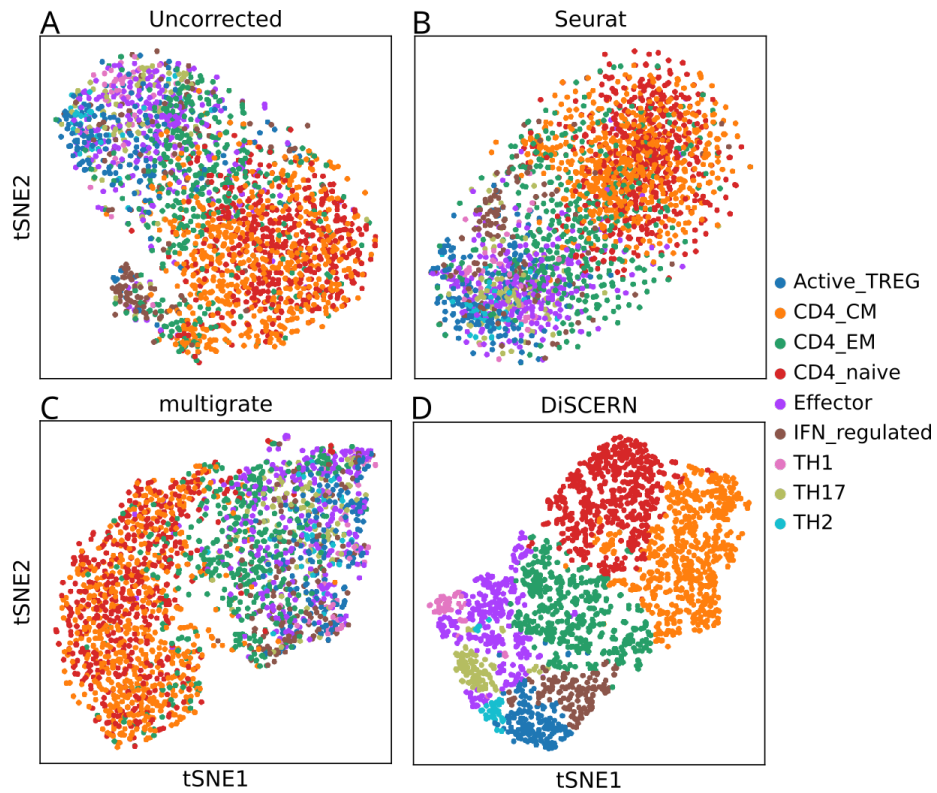 A
Uncorrected
B
Seurat
tSNE2
C
multigrate
D
DiSCERN
tSNE2
tSNE1
tSNE1
Active_TREG
CD4_CM
CD4_EM
CD4_naive
Effector
IFN_regulated
TH1
TH17
TH2